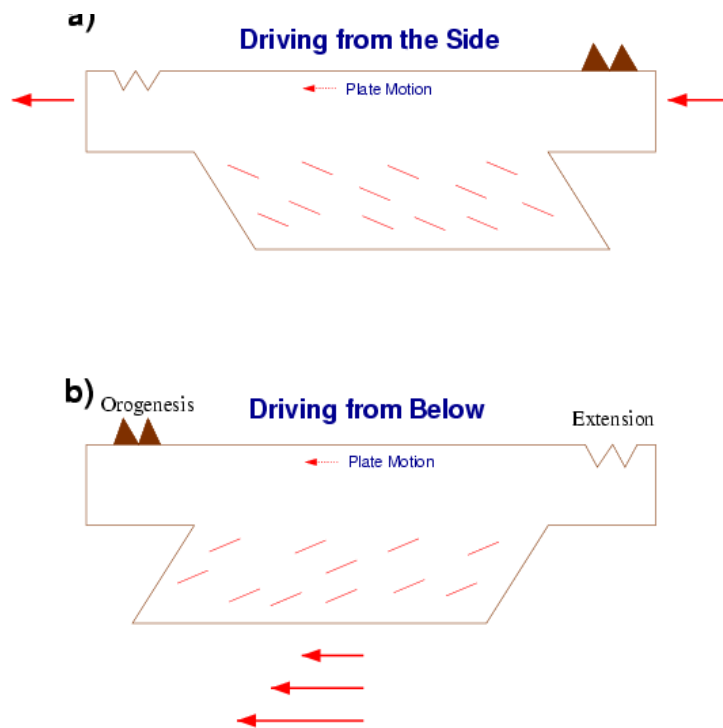 a)
Driving from the Side
Plate Motion
b)
Orogenesis
Driving from Below
Extension
Plate Motion